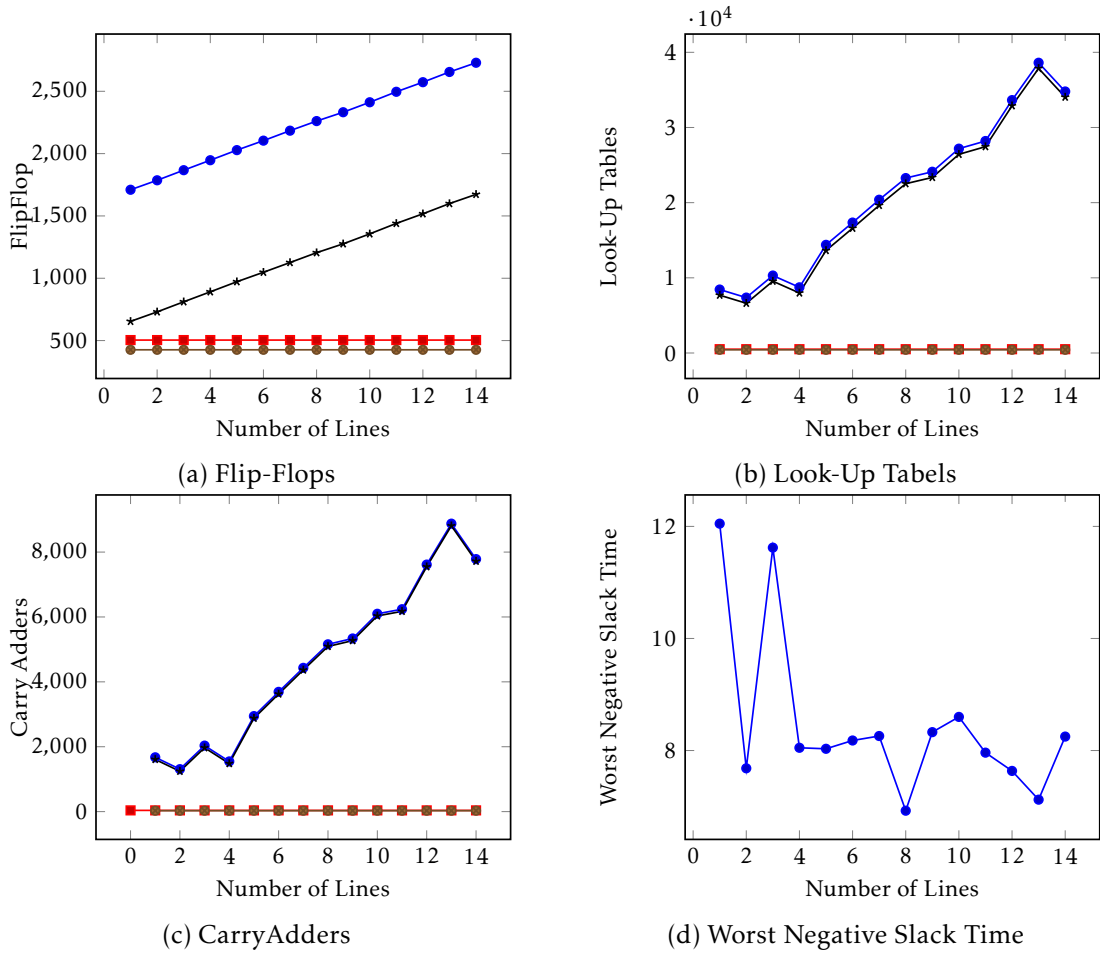 2,500
2,000
1,500
1,000
500
FlipFlop
0 2 4 6 8 10 12 14
Number of Lines
(a) Flip-Flops
·10⁴
4
3
2
1
0
Look-Up Tables
0 2 4 6 8 10 12 14
Number of Lines
(b) Look-Up Tabels
8,000
6,000
4,000
2,000
0
Carry Adders
0 2 4 6 8 10 12 14
Number of Lines
(c) CarryAdders
12
10
8
Worst Negative Slack Time
0 2 4 6 8 10 12 14
Number of Lines
(d) Worst Negative Slack Time